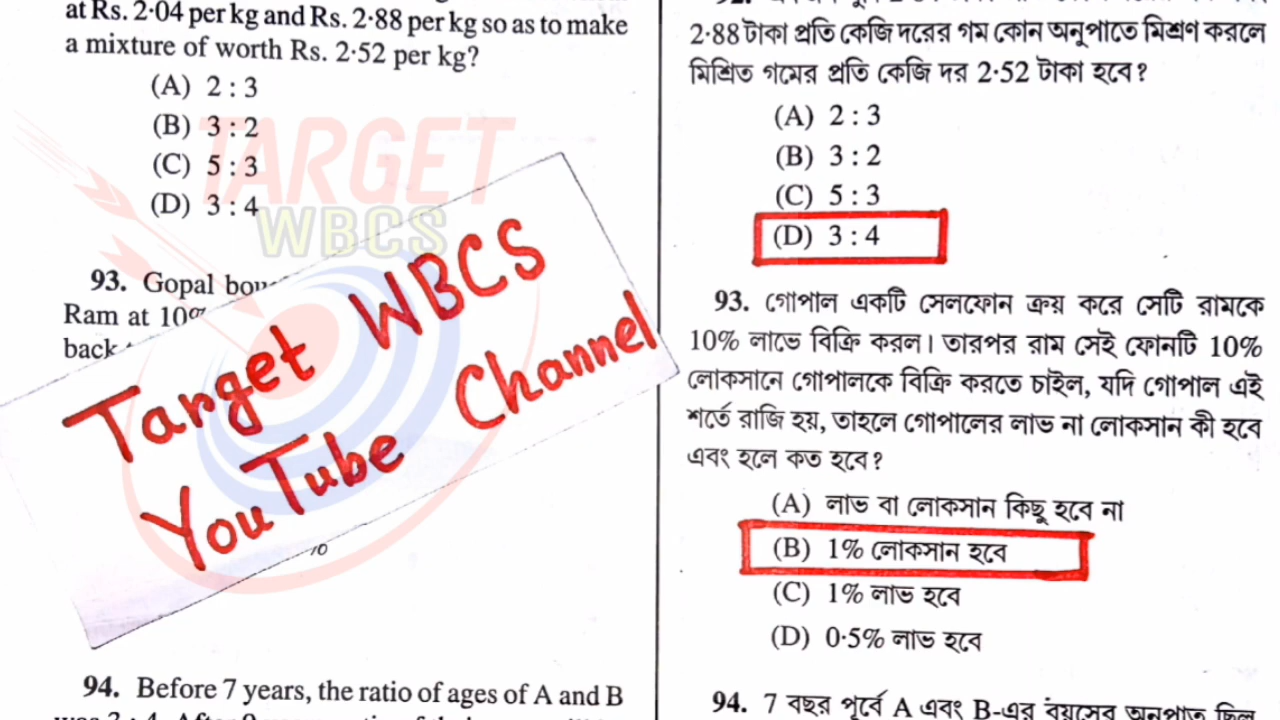 at Rs. 2·04 per kg and Rs. 2·88 per kg so as to make
a mixture of worth Rs. 2·52 per kg?
(A) 2 : 3
(B) 3 : 2
(C) 5 : 3
(D) 3 : 4
TARGET
WBCS
93. Gopal
Ram at
back
Target WBCS
YouTube Channel
94. Before 7 years, the ratio of ages of A and B
2·88 টাকা প্রতি কেজি দরের গম কোন অনুপাতে মিশ্রণ করলে
মিশ্রিত গমের প্রতি কেজি দর 2·52 টাকা হবে?
(A) 2 : 3
(B) 3 : 2
(C) 5 : 3
(D) 3 : 4
93. গোপাল একটি সেলফোন ক্রয় করে সেটি রামকে
10% লাভে বিক্রি করল। তারপর রাম সেই ফোনটি 10%
লোকসানে গোপালকে বিক্রি করতে চাইল, যদি গোপাল এই
শর্তে রাজি হয়, তাহলে গোপালের লাভ না লোকসান কী হবে
এবং হলে কত হবে?
(A) লাভ বা লোকসান কিছু হবে না
(B) 1% লোকসান হবে
(C) 1% লাভ হবে
(D) 0·5% লাভ হবে
94. 7 বছর পূর্বে A এবং B-এর বয়সের অনুপাত ছিল